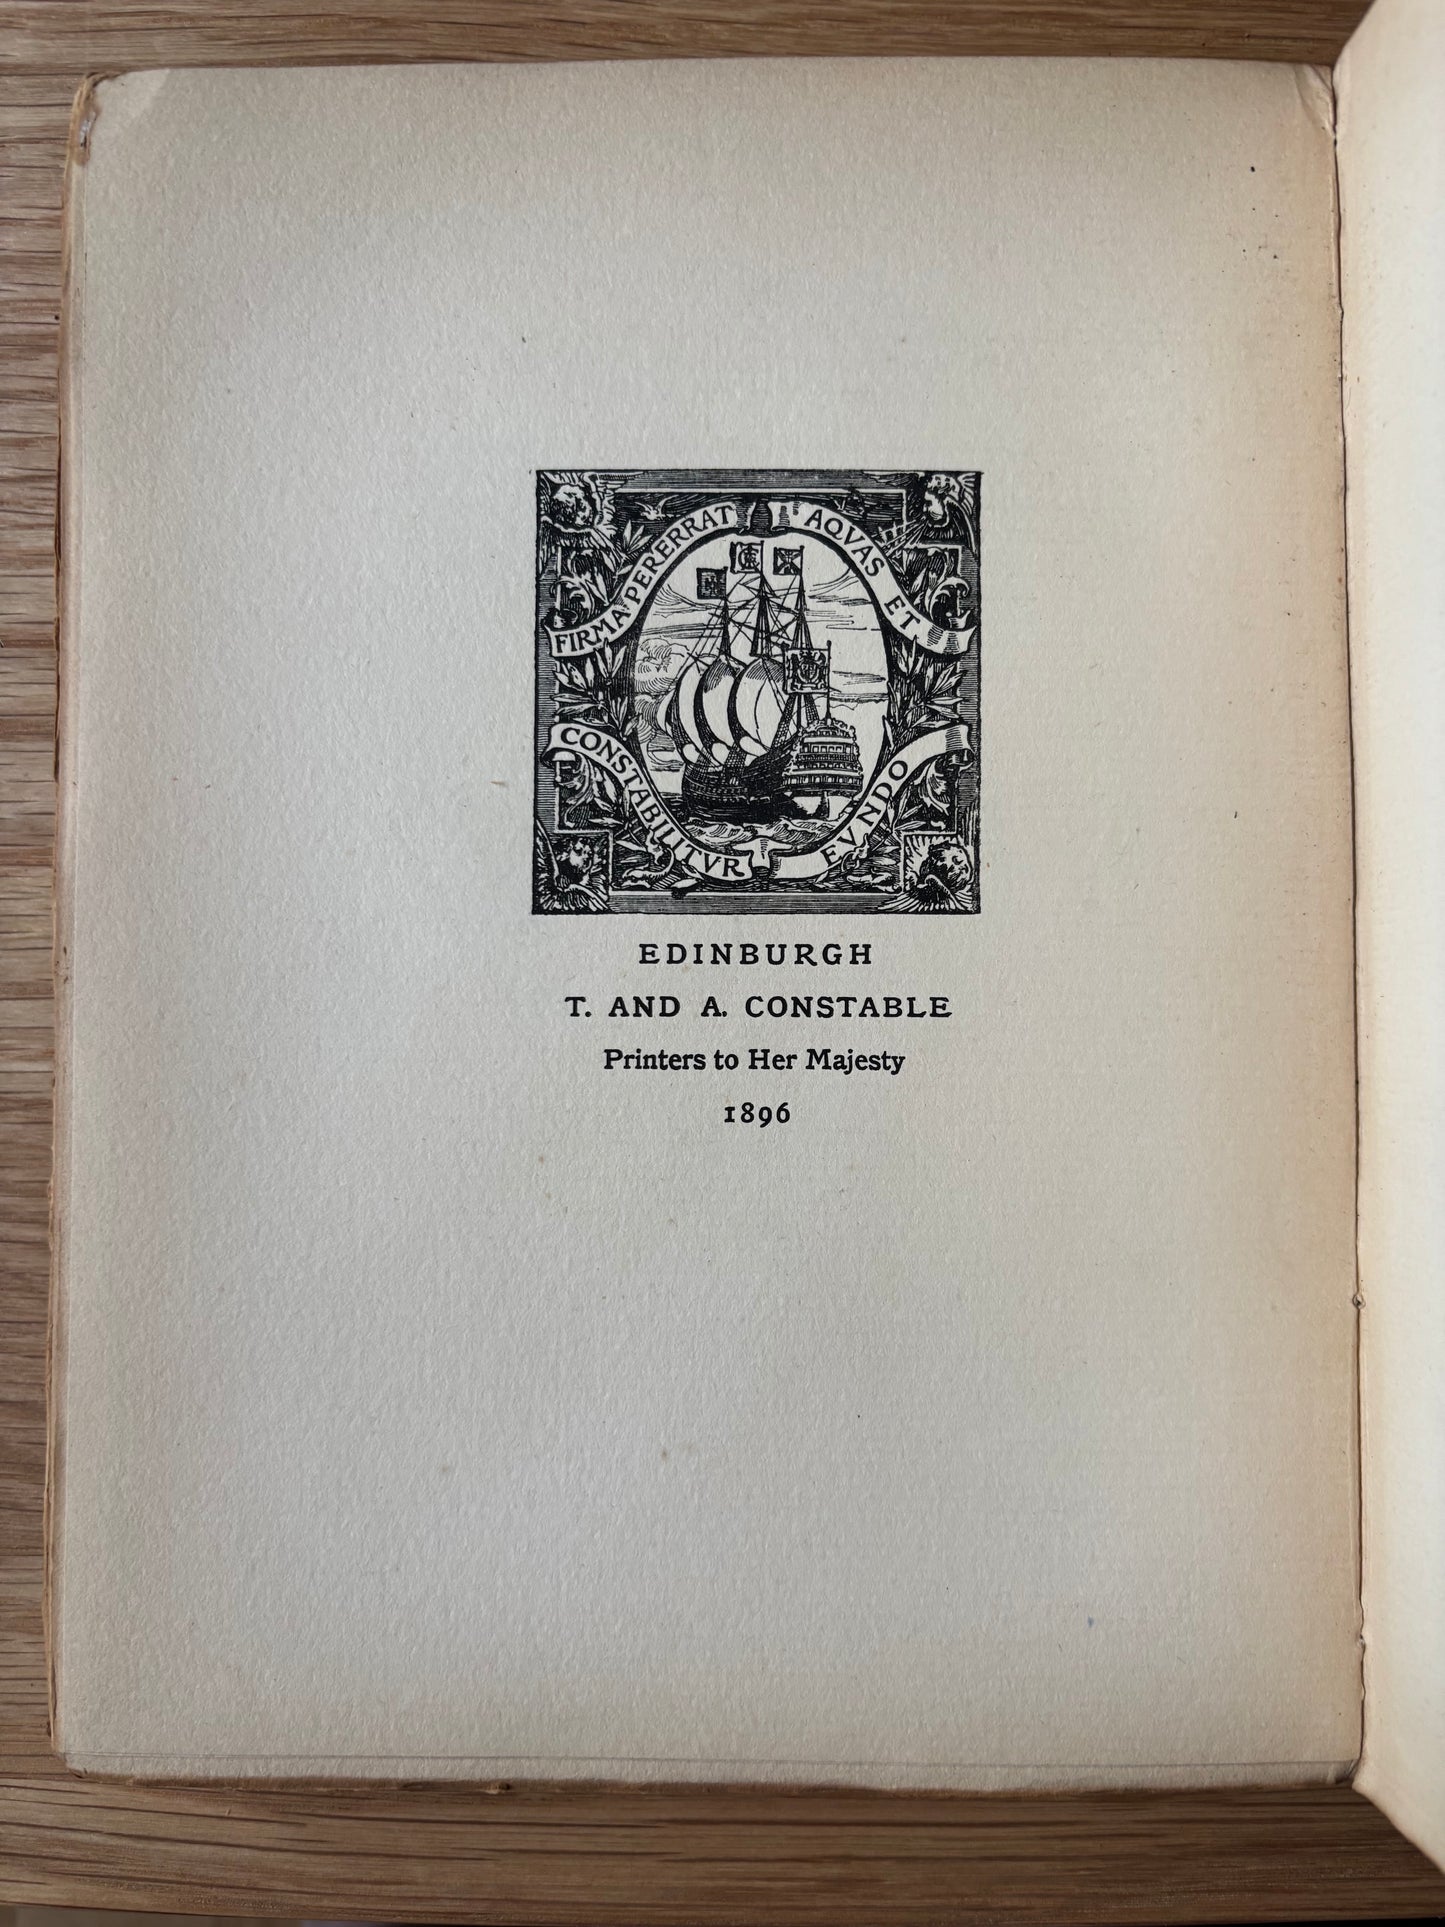 FIRMA PERERRAT AQVAS ET
CONSTABILITVR EVNDO
EDINBURGH
T. AND A. CONSTABLE
Printers to Her Majesty
1896